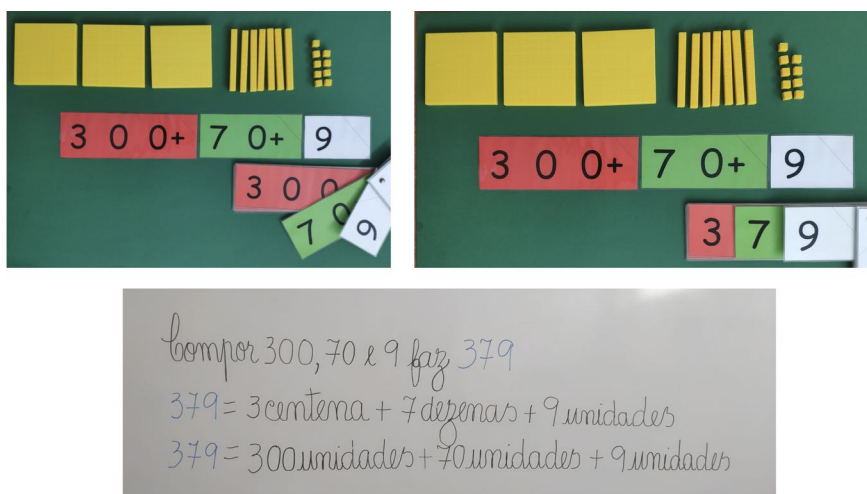 3 0 0+ 7 0+ 9
3 0 0
7 0
9
3 0 0+ 7 0+ 9
3 7 9
Compor 300, 70 e 9 faz 379
379 = 3 centena + 7 dezenas + 9 unidades
379 = 300 unidades + 70 unidades + 9 unidades